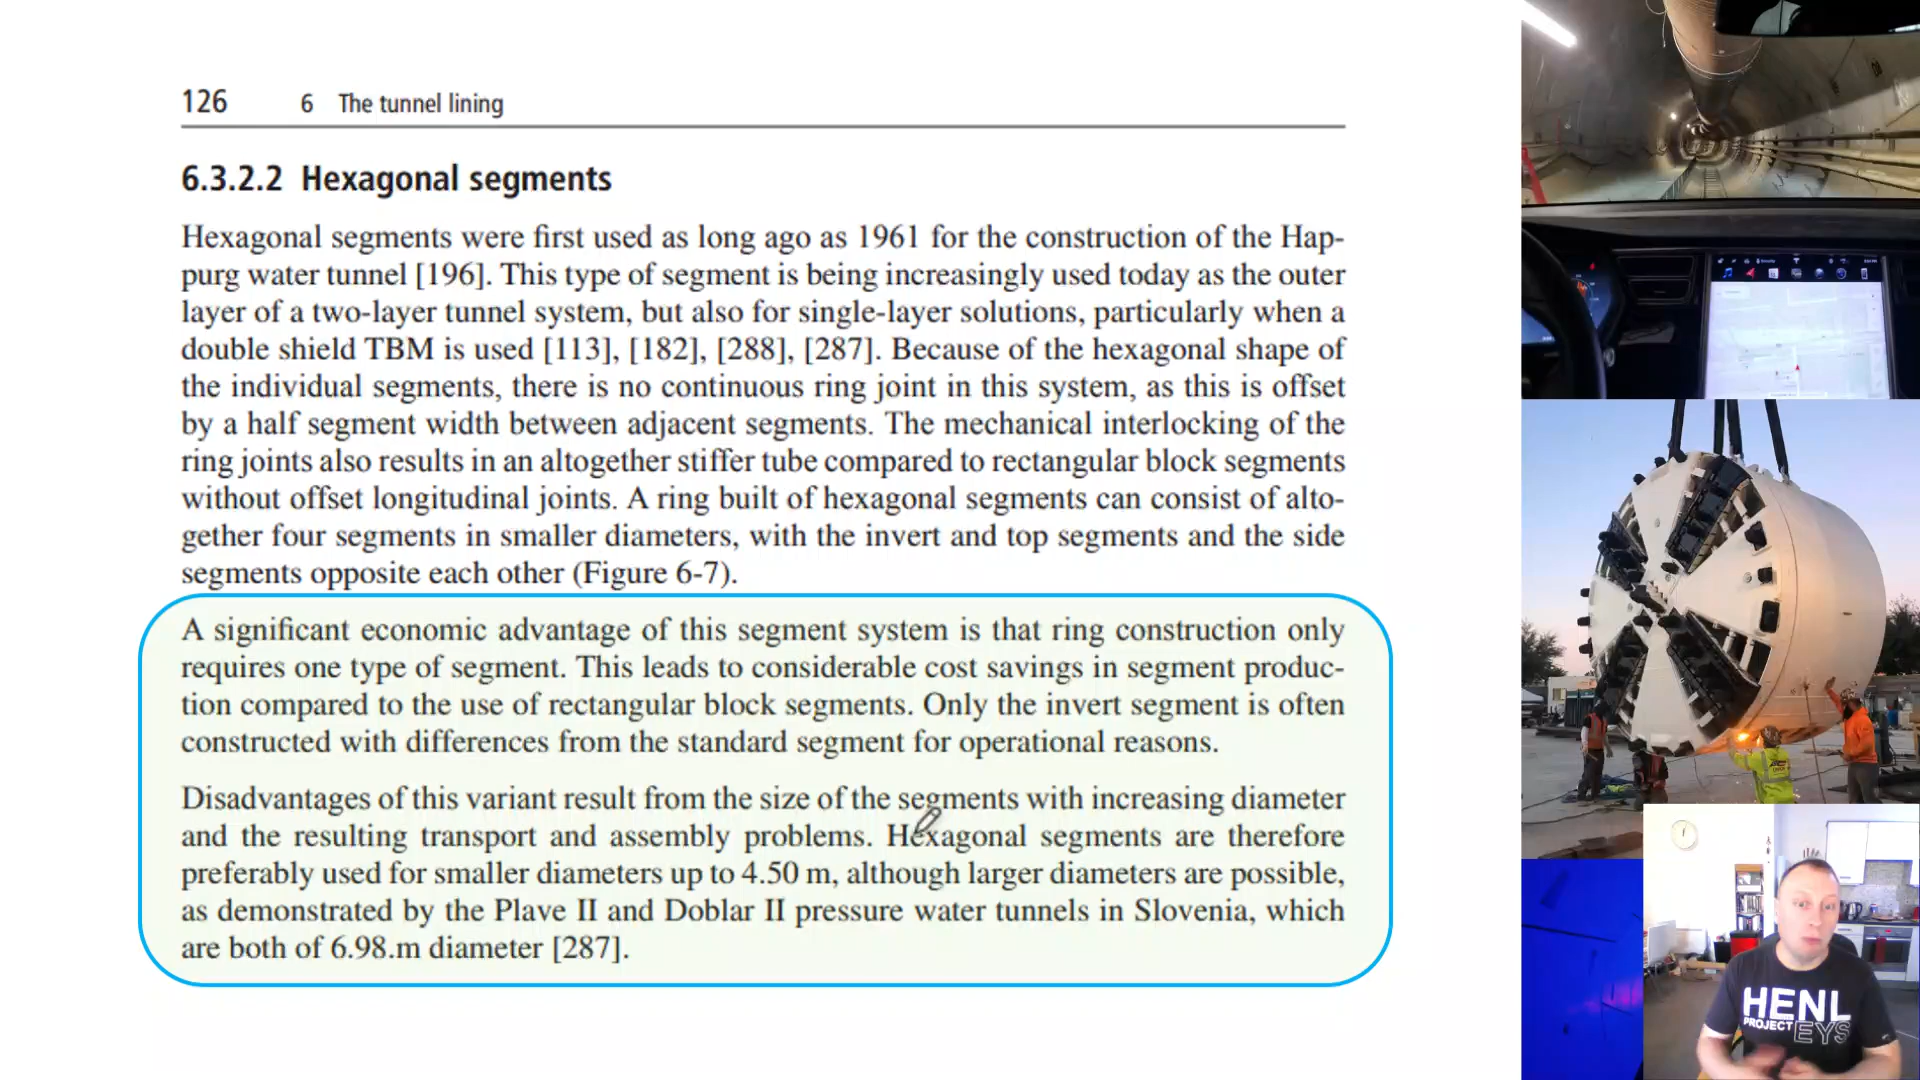 126 6 The tunnel lining
6.3.2.2 Hexagonal segments
Hexagonal segments were first used as long ago as 1961 for the construction of the Hap-
purg water tunnel [196]. This type of segment is being increasingly used today as the outer
layer of a two-layer tunnel system, but also for single-layer solutions, particularly when a
double shield TBM is used [113], [182], [288], [287]. Because of the hexagonal shape of
the individual segments, there is no continuous ring joint in this system, as this is offset
by a half segment width between adjacent segments. The mechanical interlocking of the
ring joints also results in an altogether stiffer tube compared to rectangular block segments
without offset longitudinal joints. A ring built of hexagonal segments can consist of alto-
gether four segments in smaller diameters, with the invert and top segments and the side
segments opposite each other (Figure 6-7).
A significant economic advantage of this segment system is that ring construction only
requires one type of segment. This leads to considerable cost savings in segment produc-
tion compared to the use of rectangular block segments. Only the invert segment is often
constructed with differences from the standard segment for operational reasons.
Disadvantages of this variant result from the size of the segments with increasing diameter
and the resulting transport and assembly problems. Hexagonal segments are therefore
preferably used for smaller diameters up to 4.50 m, although larger diameters are possible,
as demonstrated by the Plave II and Doblar II pressure water tunnels in Slovenia, which
are both of 6.98.m diameter [287].
HENL
PROJECT EYS